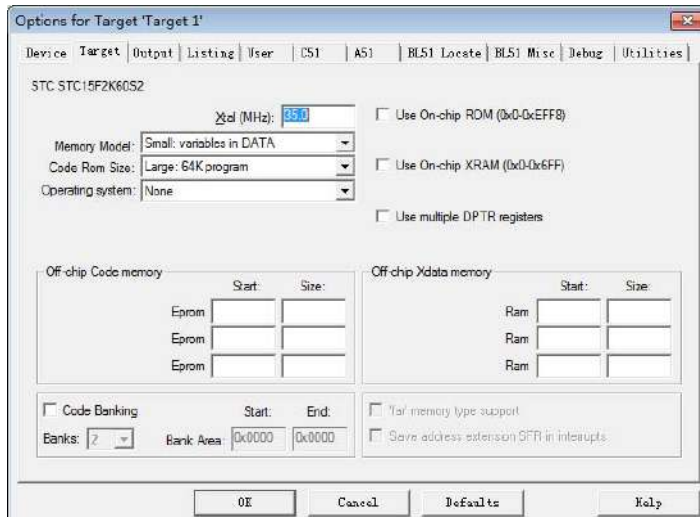 Options for Target 'Target 1'
Device Target Output Listing User C51 A51 BL51 Locate BL51 Misc Debug Utilities
STC STC15F2K60S2
Xtal (MHz): 35.0
Use On-chip ROM (0x0-0xEFF8)
Memory Model: Small: variables in DATA
Code Rom Size: Large: 64K program
Use On-chip XRAM (0x0-0x6FF)
Operating system: None
Use multiple DPTR registers
Off-chip Code memory
Start: Size:
Eprom
Eprom
Eprom
Off-chip Xdata memory
Start: Size:
Ram
Ram
Ram
Code Banking Start: End:
Banks: 2 Bank Area: 0x0000 0x0000
'far' memory type support
Save address extension SFR in interrupts
OK Cancel Defaults Help